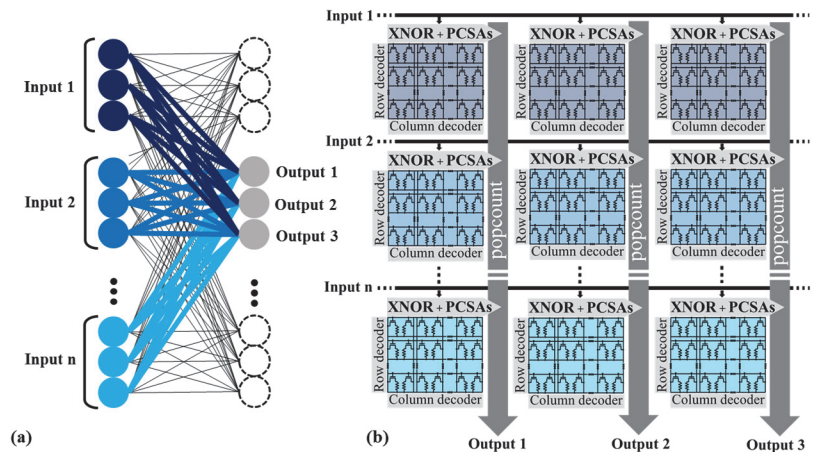 Input 1
Input 2
Input n
Output 1
Output 2
Output 3
(a)
Input 1
XNOR + PCSAs XNOR + PCSAs XNOR + PCSAs
Row decoder Row decoder Row decoder
Column decoder Column decoder Column decoder
Input 2
XNOR + PCSAs XNOR + PCSAs XNOR + PCSAs
Row decoder Row decoder Row decoder
Column decoder Column decoder Column decoder
popcount popcount popcount
Input n
XNOR + PCSAs XNOR + PCSAs XNOR + PCSAs
Row decoder Row decoder Row decoder
Column decoder Column decoder Column decoder
(b)
Output 1 Output 2 Output 3